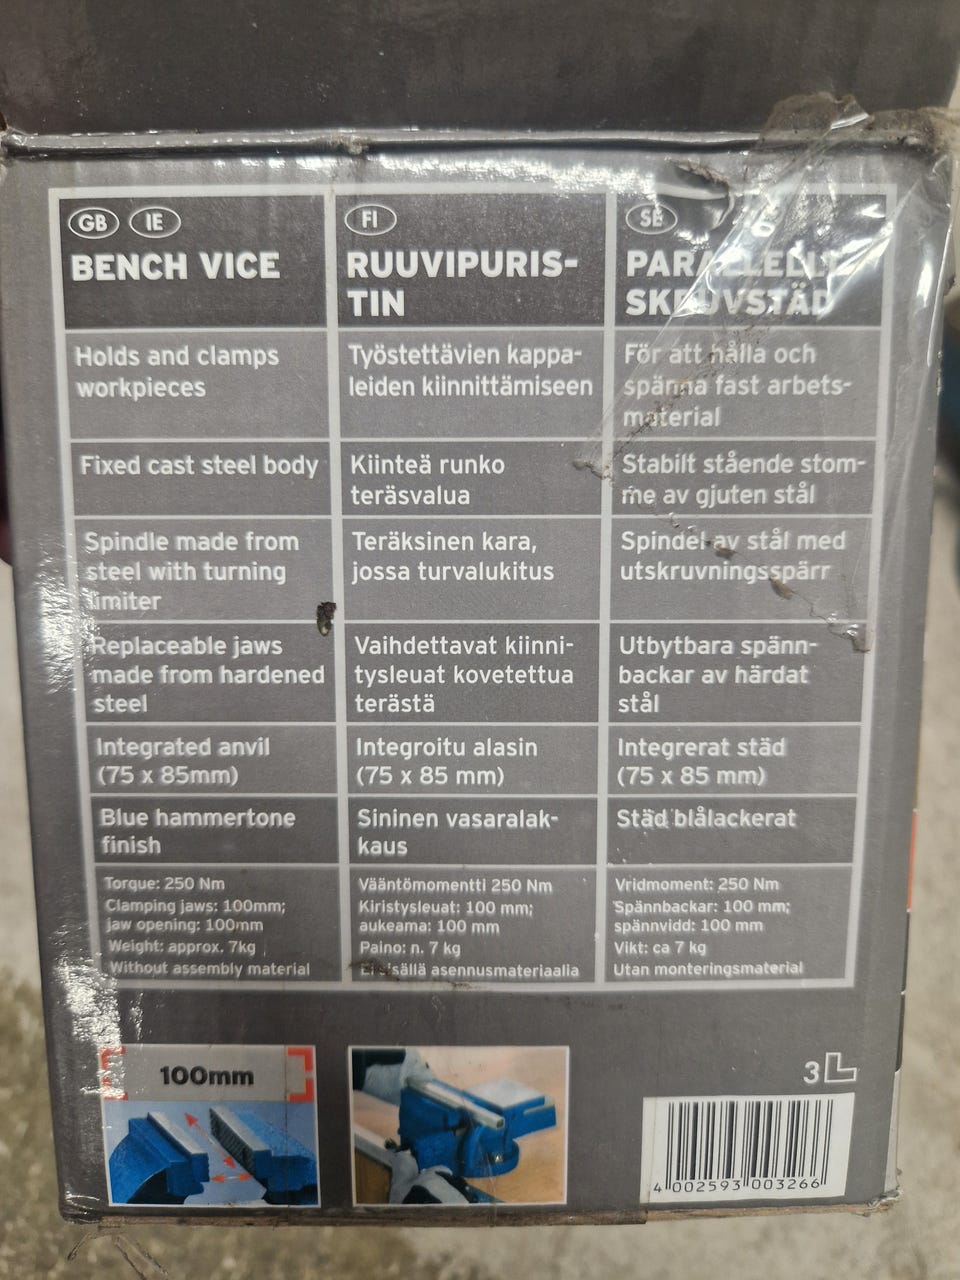 GB IE
BENCH VICE
Holds and clamps
workpieces
Fixed cast steel body
Spindle made from
steel with turning
limiter
Replaceable jaws
made from hardened
steel
Integrated anvil
(75 x 85mm)
Blue hammertone
finish
Torque: 250 Nm
Clamping jaws: 100mm;
jaw opening: 100mm
Weight: approx. 7kg
Without assembly material
FI
RUUVIPURIS-
TIN
Työstettävien kappa-
leiden kiinnittämiseen
Kiinteä runko
teräsvalua
Teräksinen kara,
jossa turvalukitus
Vaihdettavat kiinni-
tysleuat kovetettua
terästä
Integroitu alasin
(75 x 85 mm)
Sininen vasaralak-
kaus
Vääntömomentti 250 Nm
Kiristysleuat: 100 mm;
aukeama: 100 mm
Paino: n. 7 kg
Ei sisällä asennusmateriaalia
SE
PARALLELL-
SKRUVSTÄD
För att hålla och
spänna fast arbets-
material
Stabilt stående stom-
me av gjuten stål
Spindel av stål med
utskruvningsspärr
Utbytbara spänn-
backar av härdat
stål
Integrerat städ
(75 x 85 mm)
Städ blålackerat
Vridmoment: 250 Nm
Spännbackar: 100 mm;
spännvidd: 100 mm
Vikt: ca 7 kg
Utan monteringsmaterial
100mm
3L
4 002593 003266